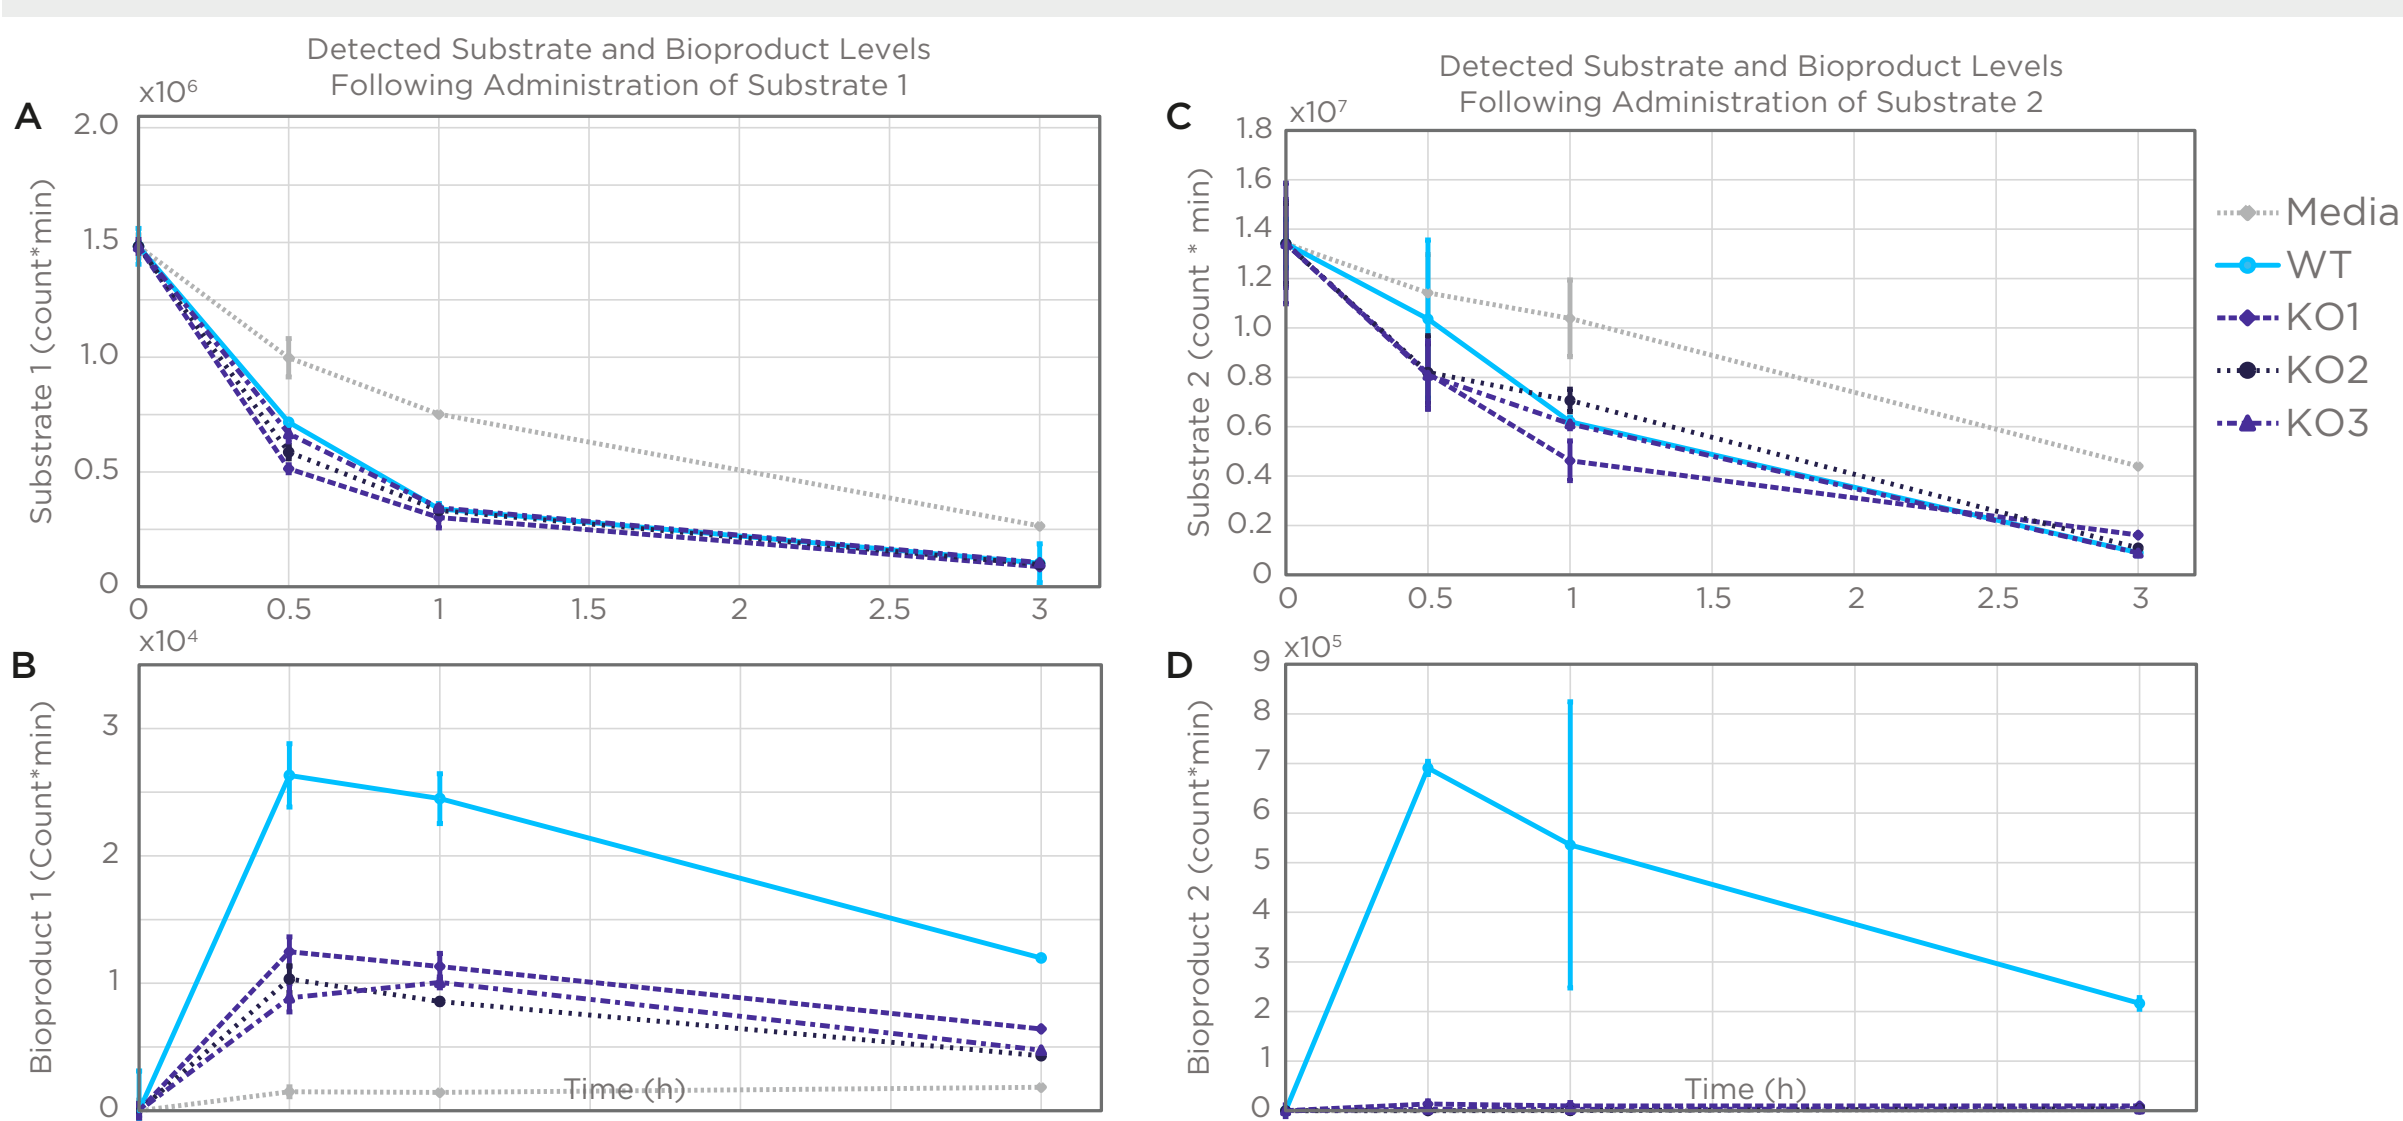 Detected Substrate and Bioproduct Levels
Following Administration of Substrate 1
A
x10⁶
Substrate 1 (count*min)
2.0
1.5
1.0
0.5
0
0 0.5 1 1.5 2 2.5 3
B
x10⁴
Bioproduct 1 (Count*min)
3
2
1
0
Time (h)
Detected Substrate and Bioproduct Levels
Following Administration of Substrate 2
C
x10⁷
Substrate 2 (count * min)
1.8
1.6
1.4
1.2
1.0
0.8
0.6
0.4
0.2
0
0 0.5 1 1.5 2 2.5 3
D
x10⁵
Bioproduct 2 (count*min)
9
8
7
6
5
4
3
2
1
0
Time (h)
Media
WT
KO1
KO2
KO3